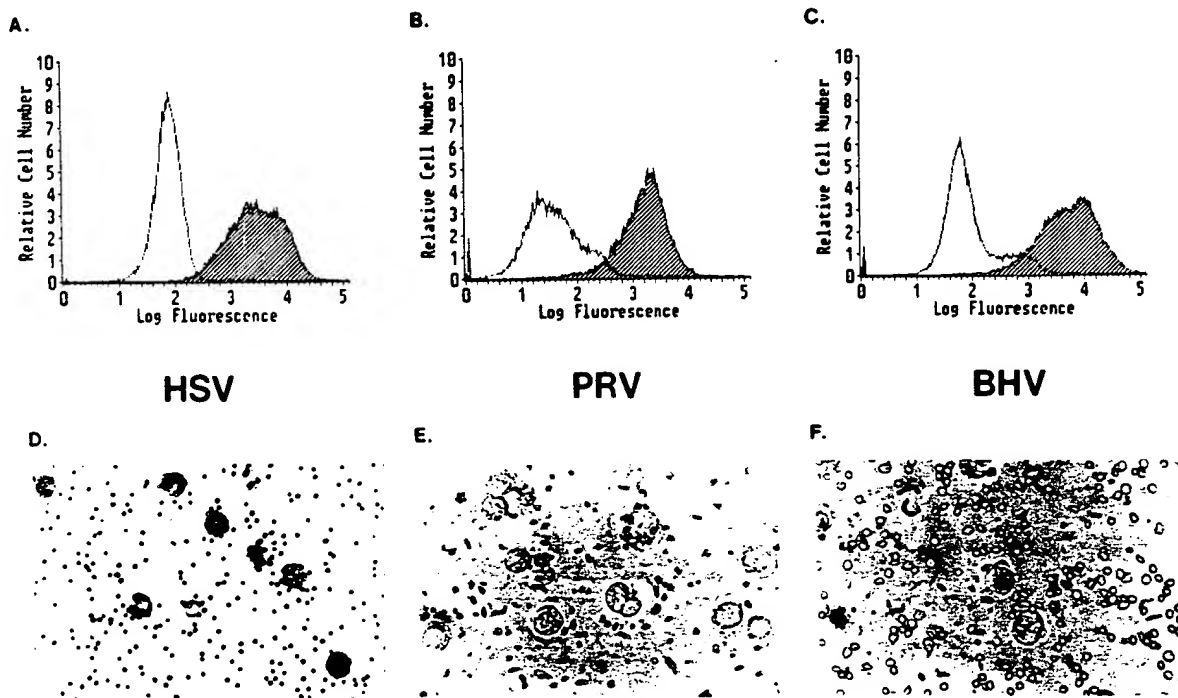 A.
B.
C.
10
9
8
7
6
5
4
3
2
1
0
Relative Cell Number
0 1 2 3 4 5
Log Fluorescence
10
9
8
7
6
5
4
3
2
1
0
Relative Cell Number
0 1 2 3 4 5
Log Fluorescence
10
9
8
7
6
5
4
3
2
1
0
Relative Cell Number
0 1 2 3 4 5
Log Fluorescence
HSV
PRV
BHV
D.
E.
F.